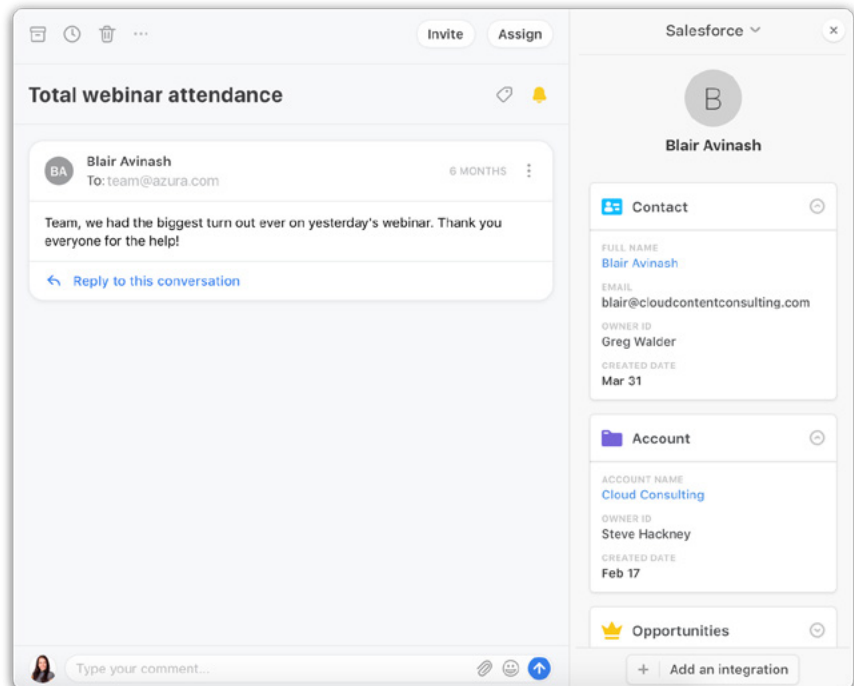 Invite
Assign
Total webinar attendance
BA
Blair Avinash
To: team@azura.com
6 MONTHS
Team, we had the biggest turn out ever on yesterday's webinar. Thank you
everyone for the help!
Reply to this conversation
Type your comment...
Salesforce
B
Blair Avinash
Contact
FULL NAME
Blair Avinash
EMAIL
blair@cloudcontentconsulting.com
OWNER ID
Greg Walder
CREATED DATE
Mar 31
Account
ACCOUNT NAME
Cloud Consulting
OWNER ID
Steve Hackney
CREATED DATE
Feb 17
Opportunities
+ Add an integration